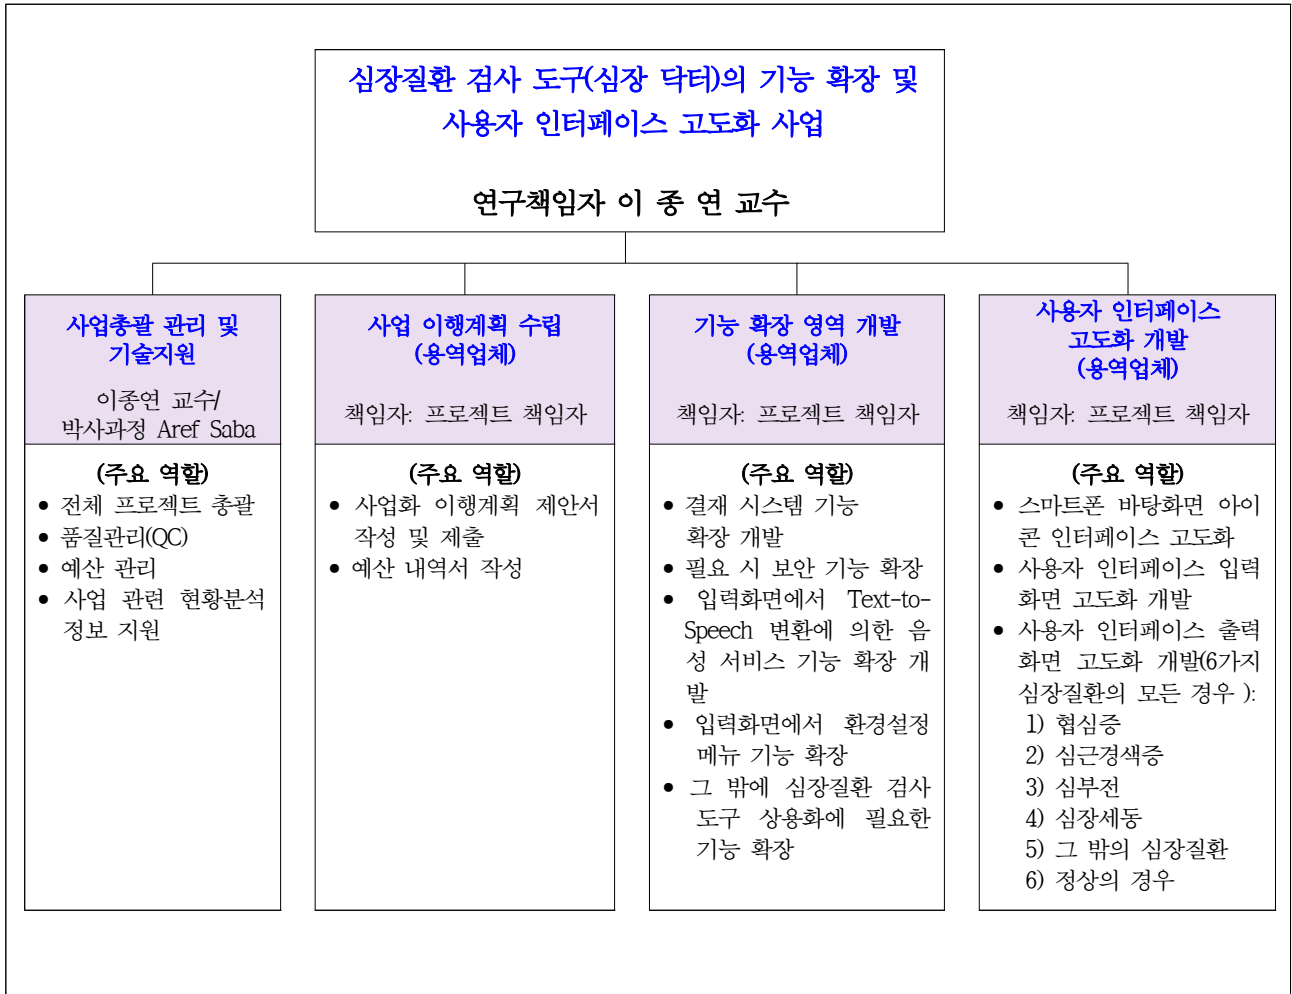 심장질환 검사 도구(심장 닥터)의 기능 확장 및
사용자 인터페이스 고도화 사업
연구책임자 이 종 연 교수
사업총괄 관리 및
기술지원
이종연 교수/
박사과정 Aref Saba
(주요 역할)
● 전체 프로젝트 총괄
● 품질관리(QC)
● 예산 관리
● 사업 관련 현황분석
정보 지원
사업 이행계획 수립
(용역업체)
책임자: 프로젝트 책임자
(주요 역할)
● 사업화 이행계획 제안서
작성 및 제출
● 예산 내역서 작성
기능 확장 영역 개발
(용역업체)
책임자: 프로젝트 책임자
(주요 역할)
● 결재 시스템 기능
확장 개발
● 필요 시 보안 기능 확장
● 입력화면에서 Text-to-
Speech 변환에 의한 음
성 서비스 기능 확장 개
발
● 입력화면에서 환경설정
메뉴 기능 확장
● 그 밖에 심장질환 검사
도구 상용화에 필요한
기능 확장
사용자 인터페이스
고도화 개발
(용역업체)
책임자: 프로젝트 책임자
(주요 역할)
● 스마트폰 바탕화면 아이
콘 인터페이스 고도화
● 사용자 인터페이스 입력
화면 고도화 개발
● 사용자 인터페이스 출력
화면 고도화 개발(6가지
심장질환의 모든 경우 ):
1) 협심증
2) 심근경색증
3) 심부전
4) 심장세동
5) 그 밖의 심장질환
6) 정상의 경우